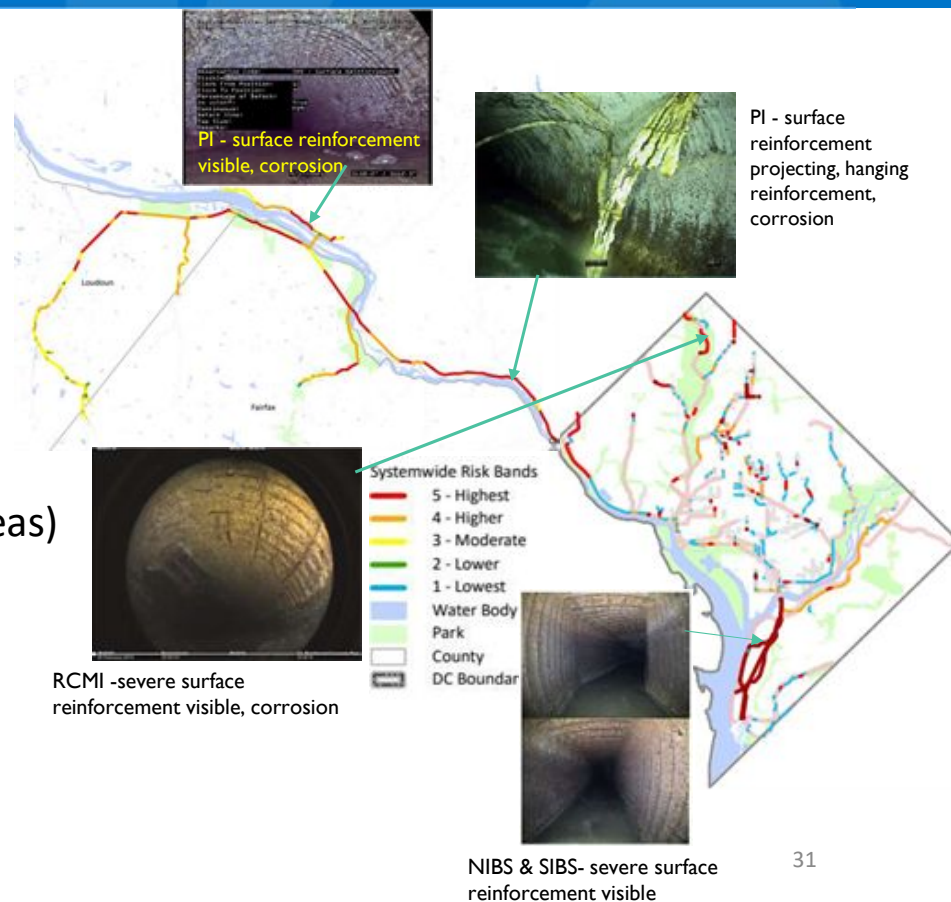 PI - surface reinforcement
visible, corrosion
PI - surface
reinforcement
projecting, hanging
reinforcement,
corrosion
Loudoun
Fairfax
eas)
Systemwide Risk Bands
5 - Highest
4 - Higher
3 - Moderate
2 - Lower
1 - Lowest
Water Body
Park
County
DC Boundar
RCMI -severe surface
reinforcement visible, corrosion
NIBS & SIBS- severe surface
reinforcement visible
31